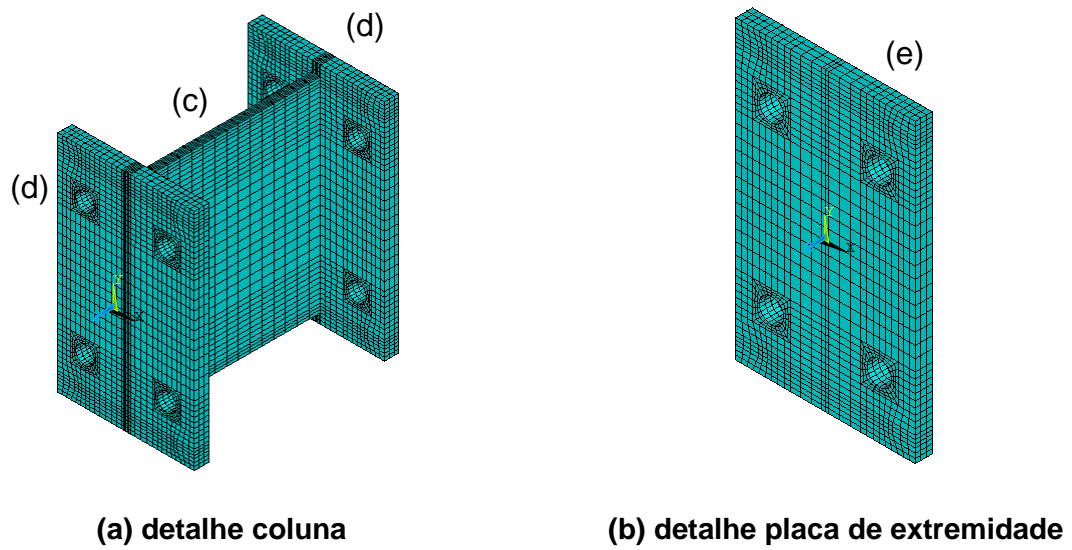 (d)
(c)
(d)
(e)
Y
Y
X
(a) detalhe coluna
(b) detalhe placa de extremidade